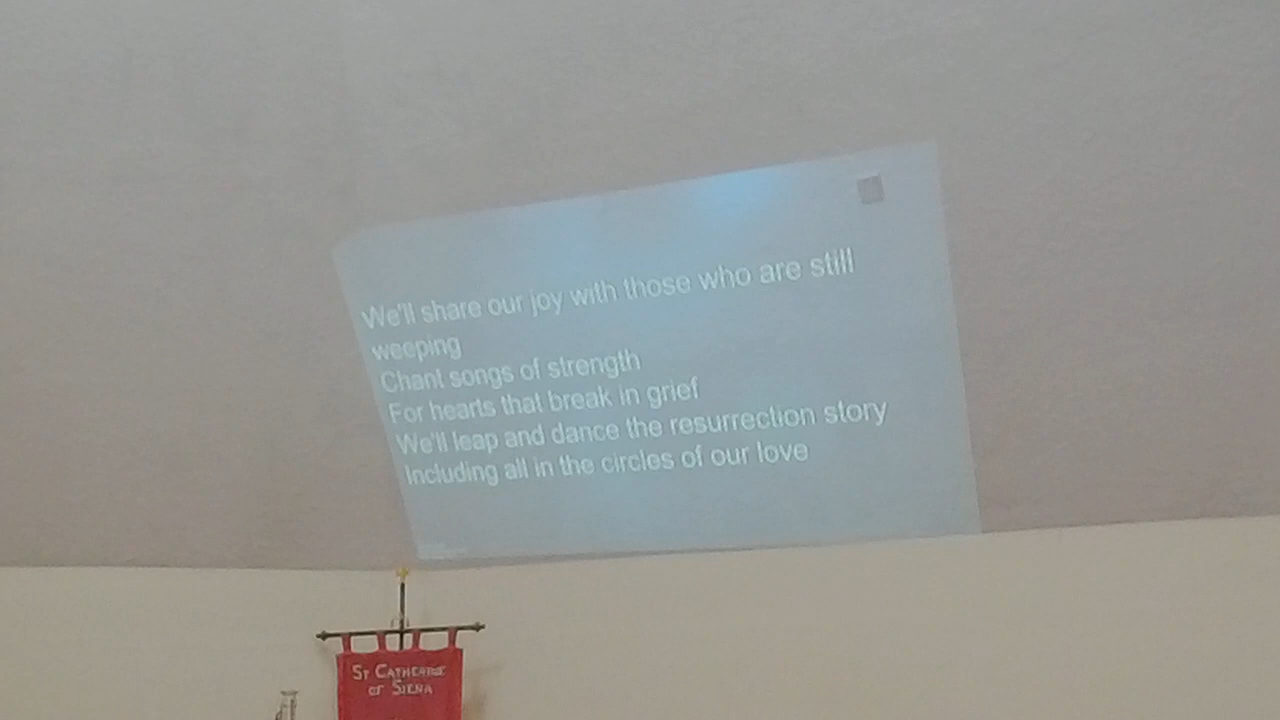 We'll share our joy with those who are still
weeping
Chant songs of strength
For hearts that break in grief
We'll leap and dance the resurrection story
Including all in the circles of our love
ST CATHERINE
OF SIENA